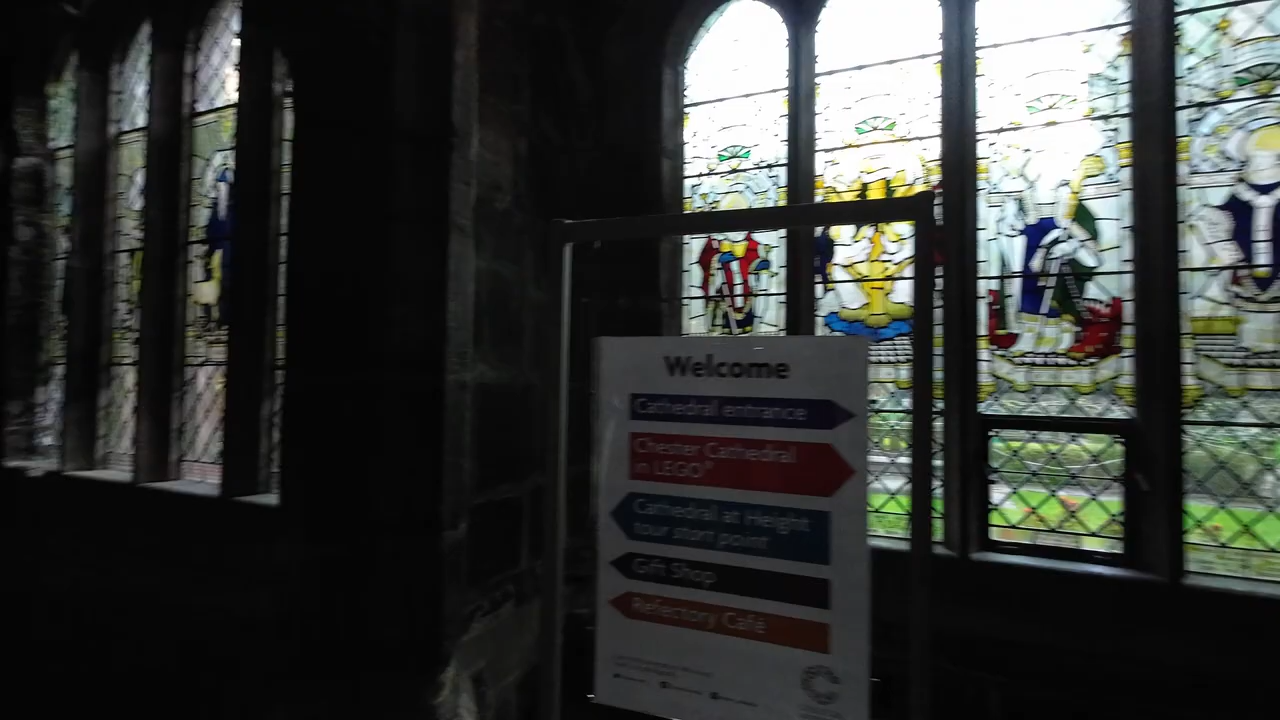 Welcome
Cathedral entrance
Chester Cathedral
in LEGO®
Cathedral at Height
tour start point
Gift Shop
Refectory Café